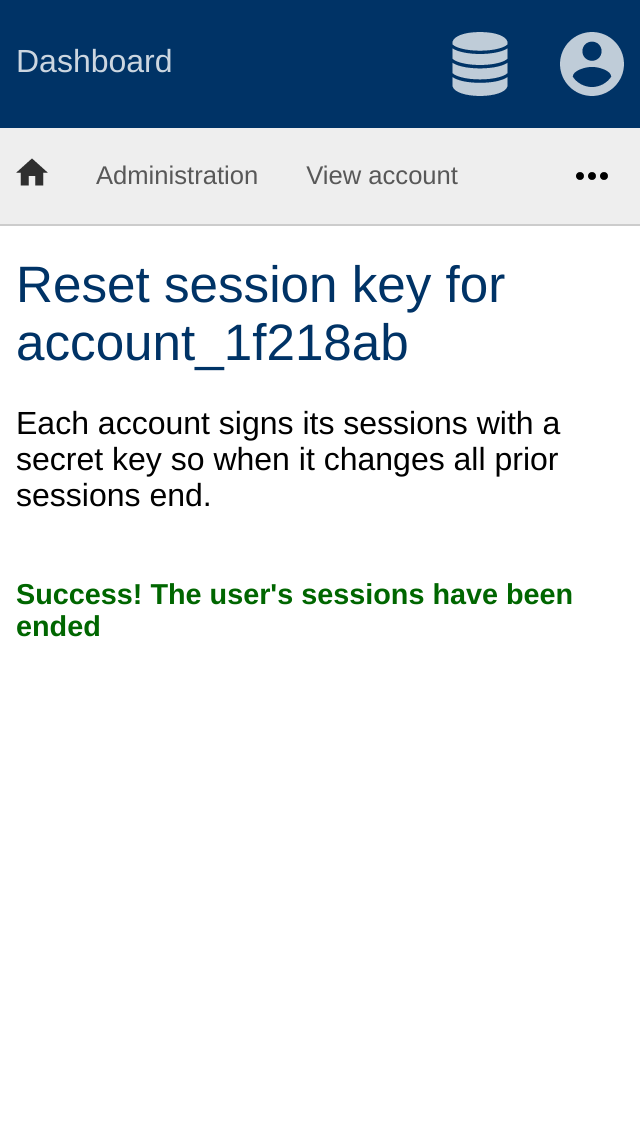 Dashboard
Administration View account
Reset session key for
account_1f218ab
Each account signs its sessions with a
secret key so when it changes all prior
sessions end.
Success! The user's sessions have been
ended